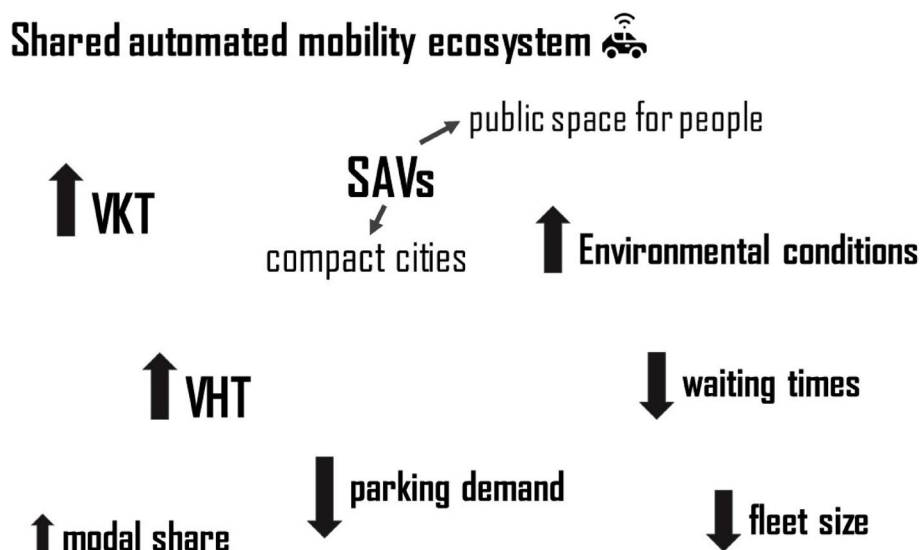 Shared automated mobility ecosystem
public space for people
SAVs
VKT
compact cities
Environmental conditions
VHT
waiting times
parking demand
fleet size
modal share